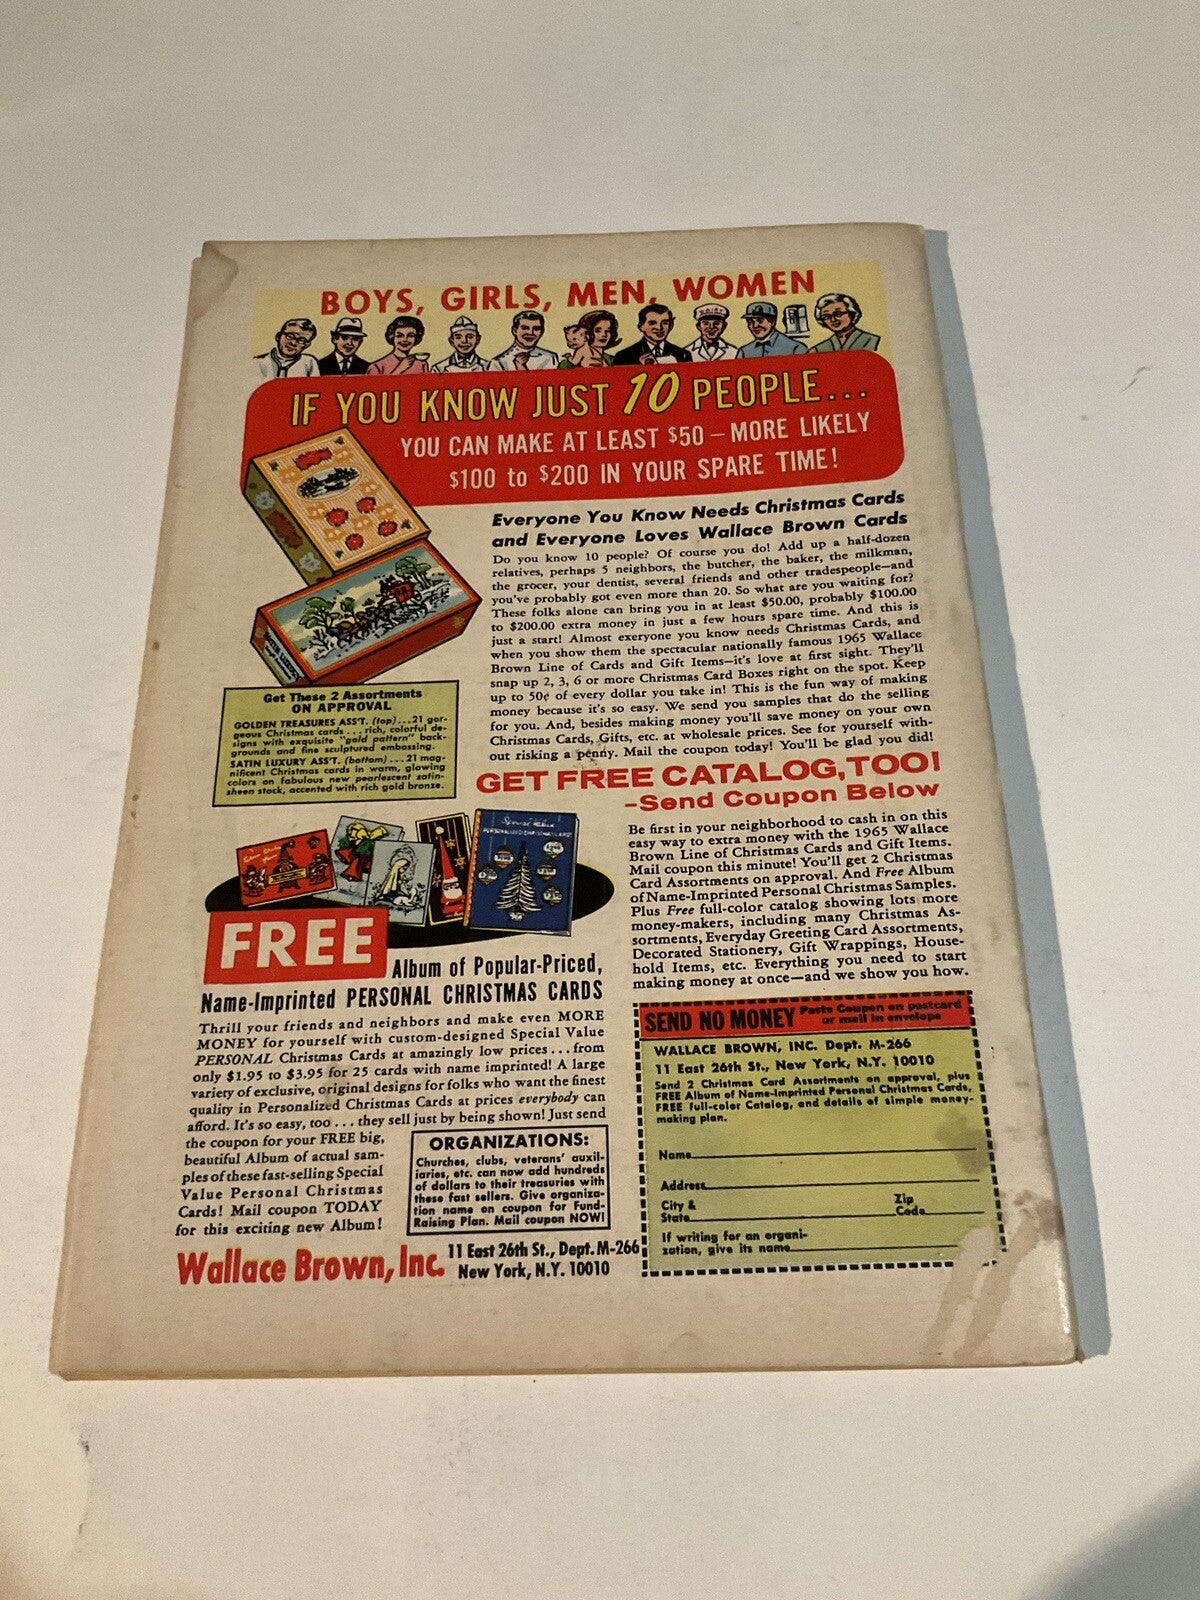 BOYS, GIRLS, MEN, WOMEN
IF YOU KNOW JUST 10 PEOPLE...
YOU CAN MAKE AT LEAST $50 – MORE LIKELY
$100 to $200 IN YOUR SPARE TIME!
Everyone You Know Needs Christmas Cards
and Everyone Loves Wallace Brown Cards
Do you know 10 people? Of course you do! Add up a half-dozen
relatives, perhaps 5 neighbors, the butcher, the baker, the milkman,
the grocer, your dentist, several friends and other tradespeople—and
you've probably got even more than 20. So what are you waiting for?
These folks alone can bring you in at least $50.00, probably $100.00
to $200.00 extra money in just a few hours spare time. And this is
just a start! Almost exeryone you know needs Christmas Cards, and
when you show them the spectacular nationally famous 1965 Wallace
Brown Line of Cards and Gift Items—it's love at first sight. They'll
snap up 2, 3, 6 or more Christmas Card Boxes right on the spot. Keep
up to 50¢ of every dollar you take in! This is the fun way of making
money because it's so easy. We send you samples that do the selling
for you. And, besides making money you'll save money on your own
Christmas Cards, Gifts, etc. at wholesale prices. See for yourself with-
out risking a penny. Mail the coupon today! You'll be glad you did!
Get These 2 Assortments
ON APPROVAL
GOLDEN TREASURES ASS'T. (top)...21 gor-
geous Christmas cards...rich, colorful de-
signs with exquisite "gold pattern" back-
grounds and fine sculptured embossing.
SATIN LUXURY ASS'T. (bottom)...21 mag-
nificent Christmas cards in warm, glowing
colors on fabulous new pearlescent satin-
sheen stock, accented with rich gold bronze.
GET FREE CATALOG, TOO!
–Send Coupon Below
Be first in your neighborhood to cash in on this
easy way to extra money with the 1965 Wallace
Brown Line of Christmas Cards and Gift Items.
Mail coupon this minute! You'll get 2 Christmas
Card Assortments on approval. And Free Album
of Name-Imprinted Personal Christmas Samples.
Plus Free full-color catalog showing lots more
money-makers, including many Christmas As-
sortments, Everyday Greeting Card Assortments,
Decorated Stationery, Gift Wrappings, House-
hold Items, etc. Everything you need to start
making money at once—and we show you how.
FREE
Album of Popular-Priced,
Name-Imprinted PERSONAL CHRISTMAS CARDS
Thrill your friends and neighbors and make even MORE
MONEY for yourself with custom-designed Special Value
PERSONAL Christmas Cards at amazingly low prices...from
only $1.95 to $3.95 for 25 cards with name imprinted! A large
variety of exclusive, original designs for folks who want the finest
quality in Personalized Christmas Cards at prices everybody can
afford. It's so easy, too...they sell just by being shown! Just send
the coupon for your FREE big,
beautiful Album of actual sam-
ples of these fast-selling Special
Value Personal Christmas
Cards! Mail coupon TODAY
for this exciting new Album!
ORGANIZATIONS:
Churches, clubs, veterans' auxil-
iaries, etc. can now add hundreds
of dollars to their treasuries with
these fast sellers. Give organiza-
tion name on coupon for Fund-
Raising Plan. Mail coupon NOW!
Wallace Brown, Inc.
11 East 26th St., Dept. M-266
New York, N.Y. 10010
SEND NO MONEY Paste Coupon on postcard
or mail in envelope
WALLACE BROWN, INC. Dept. M-266
11 East 26th St., New York, N.Y. 10010
Send 2 Christmas Card Assortments on approval, plus
FREE Album of Name-Imprinted Personal Christmas Cards,
FREE full-color Catalog, and details of simple money-
making plan.
Name
Address
City &
State
Zip
Code
If writing for an organi-
zation, give its name